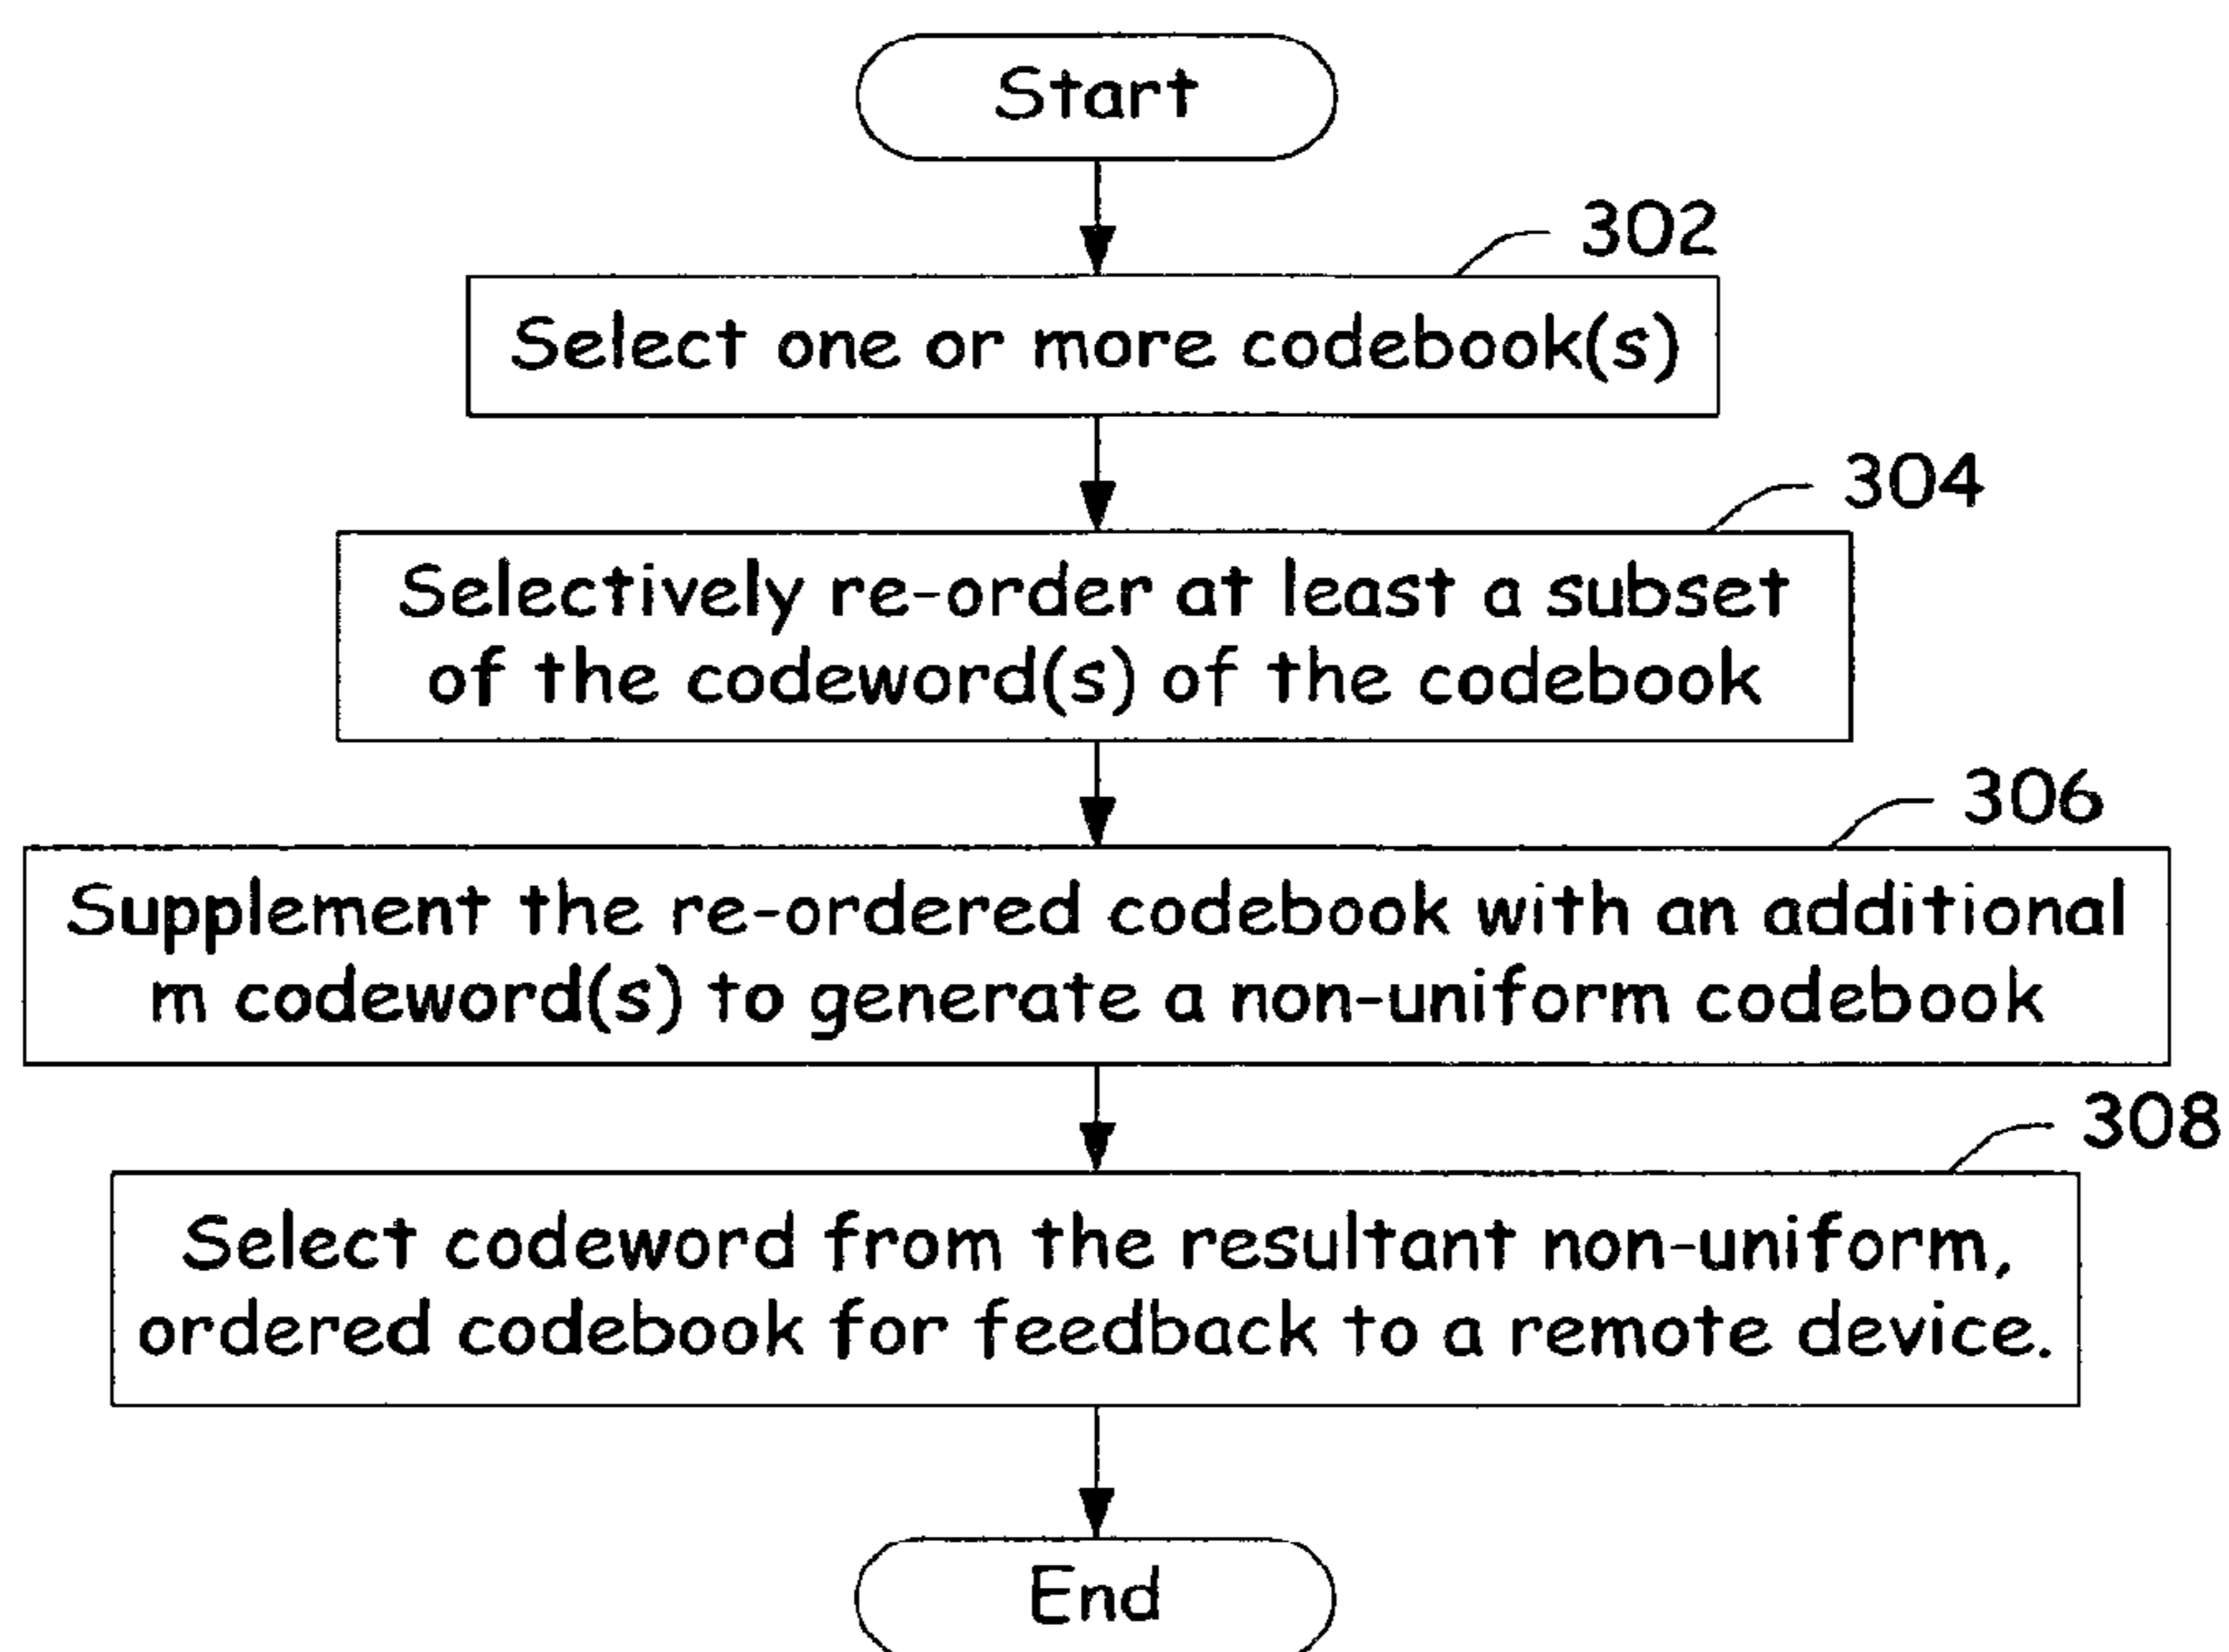 Start
302
Select one or more codebook(s)
304
Selectively re-order at least a subset
of the codeword(s) of the codebook
306
Supplement the re-ordered codebook with an additional
m codeword(s) to generate a non-uniform codebook
308
Select codeword from the resultant non-uniform,
ordered codebook for feedback to a remote device.
End